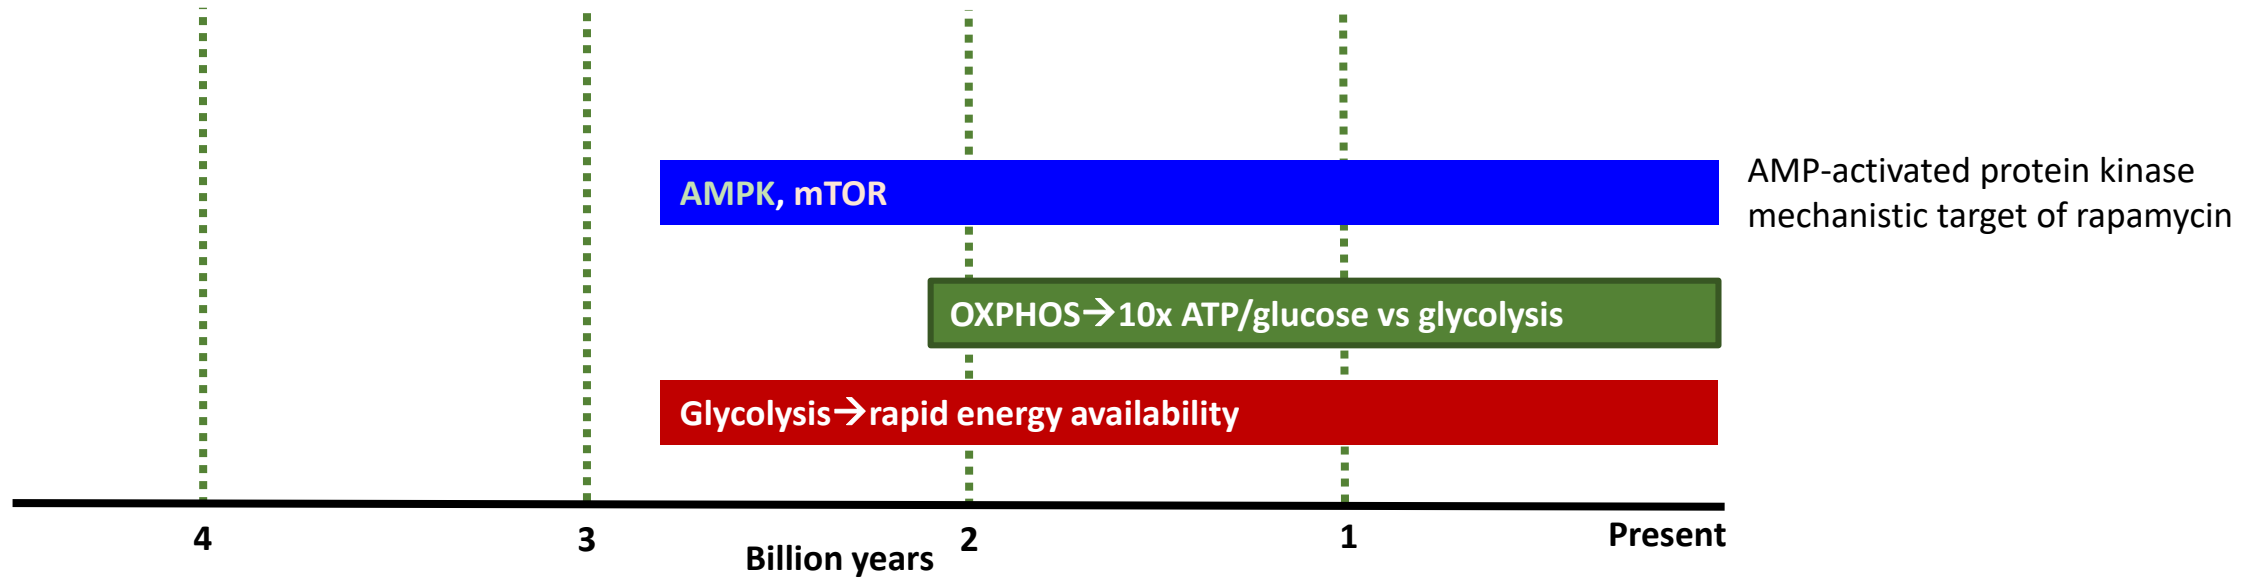 AMPK, mTOR
AMP-activated protein kinase
mechanistic target of rapamycin
OXPHOS→10x ATP/glucose vs glycolysis
Glycolysis→rapid energy availability
4
3
2
1
Present
Billion years